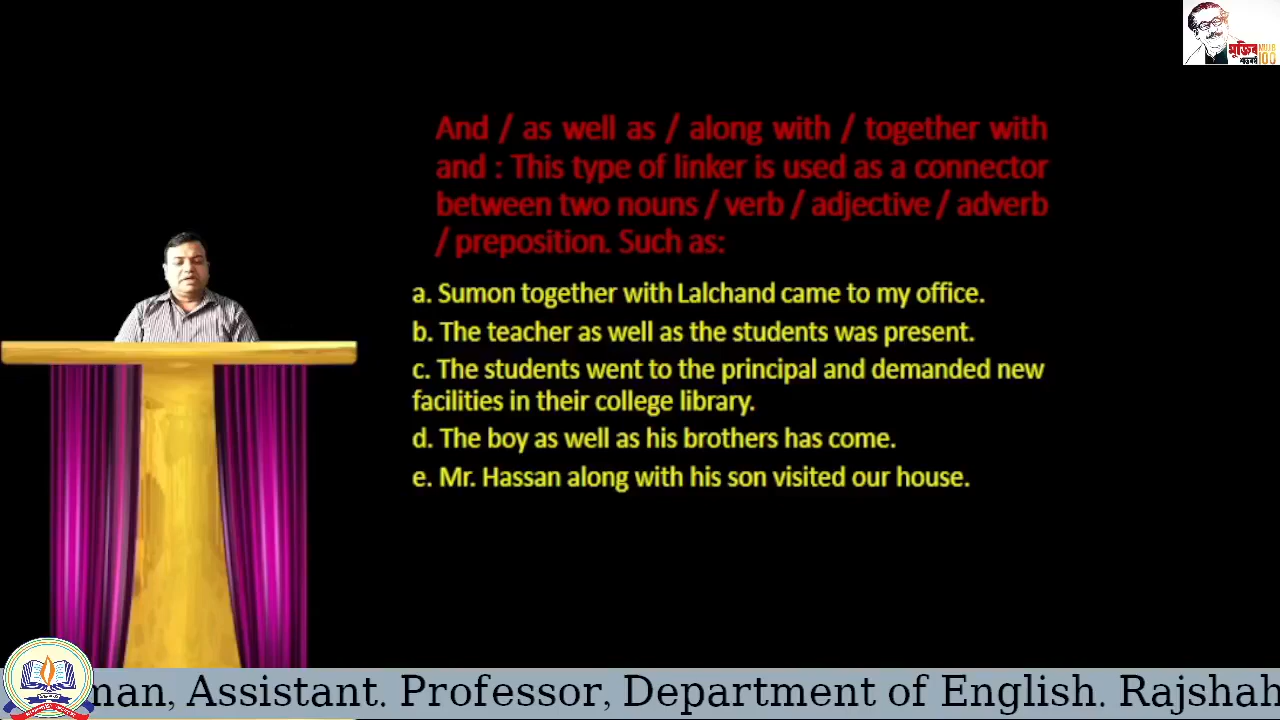 মুজিব MUJIB
শতবর্ষ 100
And / as well as / along with / together with
and : This type of linker is used as a connector
between two nouns / verb / adjective / adverb
/ preposition. Such as:
a. Sumon together with Lalchand came to my office.
b. The teacher as well as the students was present.
c. The students went to the principal and demanded new
facilities in their college library.
d. The boy as well as his brothers has come.
e. Mr. Hassan along with his son visited our house.
man, Assistant. Professor, Department of English. Rajshah